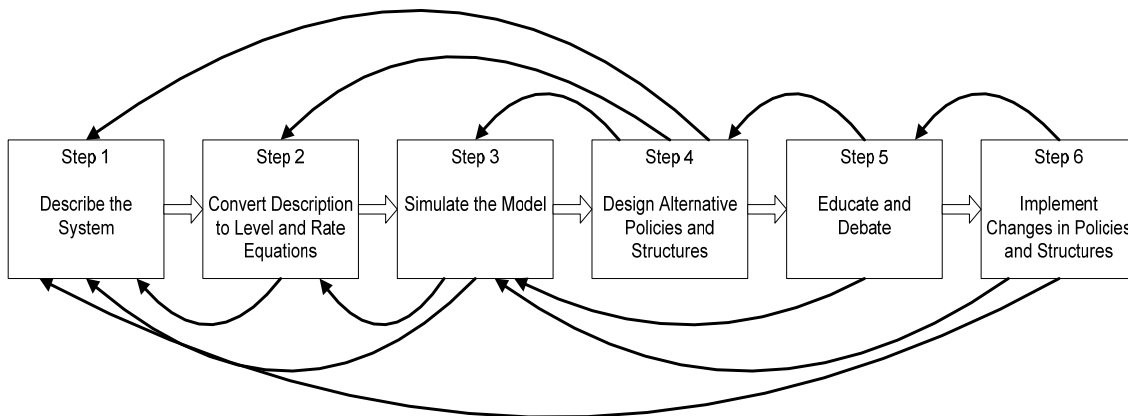 Step 1
Describe the
System
Step 2
Convert Description
to Level and Rate
Equations
Step 3
Simulate the Model
Step 4
Design Alternative
Policies and
Structures
Step 5
Educate and
Debate
Step 6
Implement
Changes in Policies
and Structures